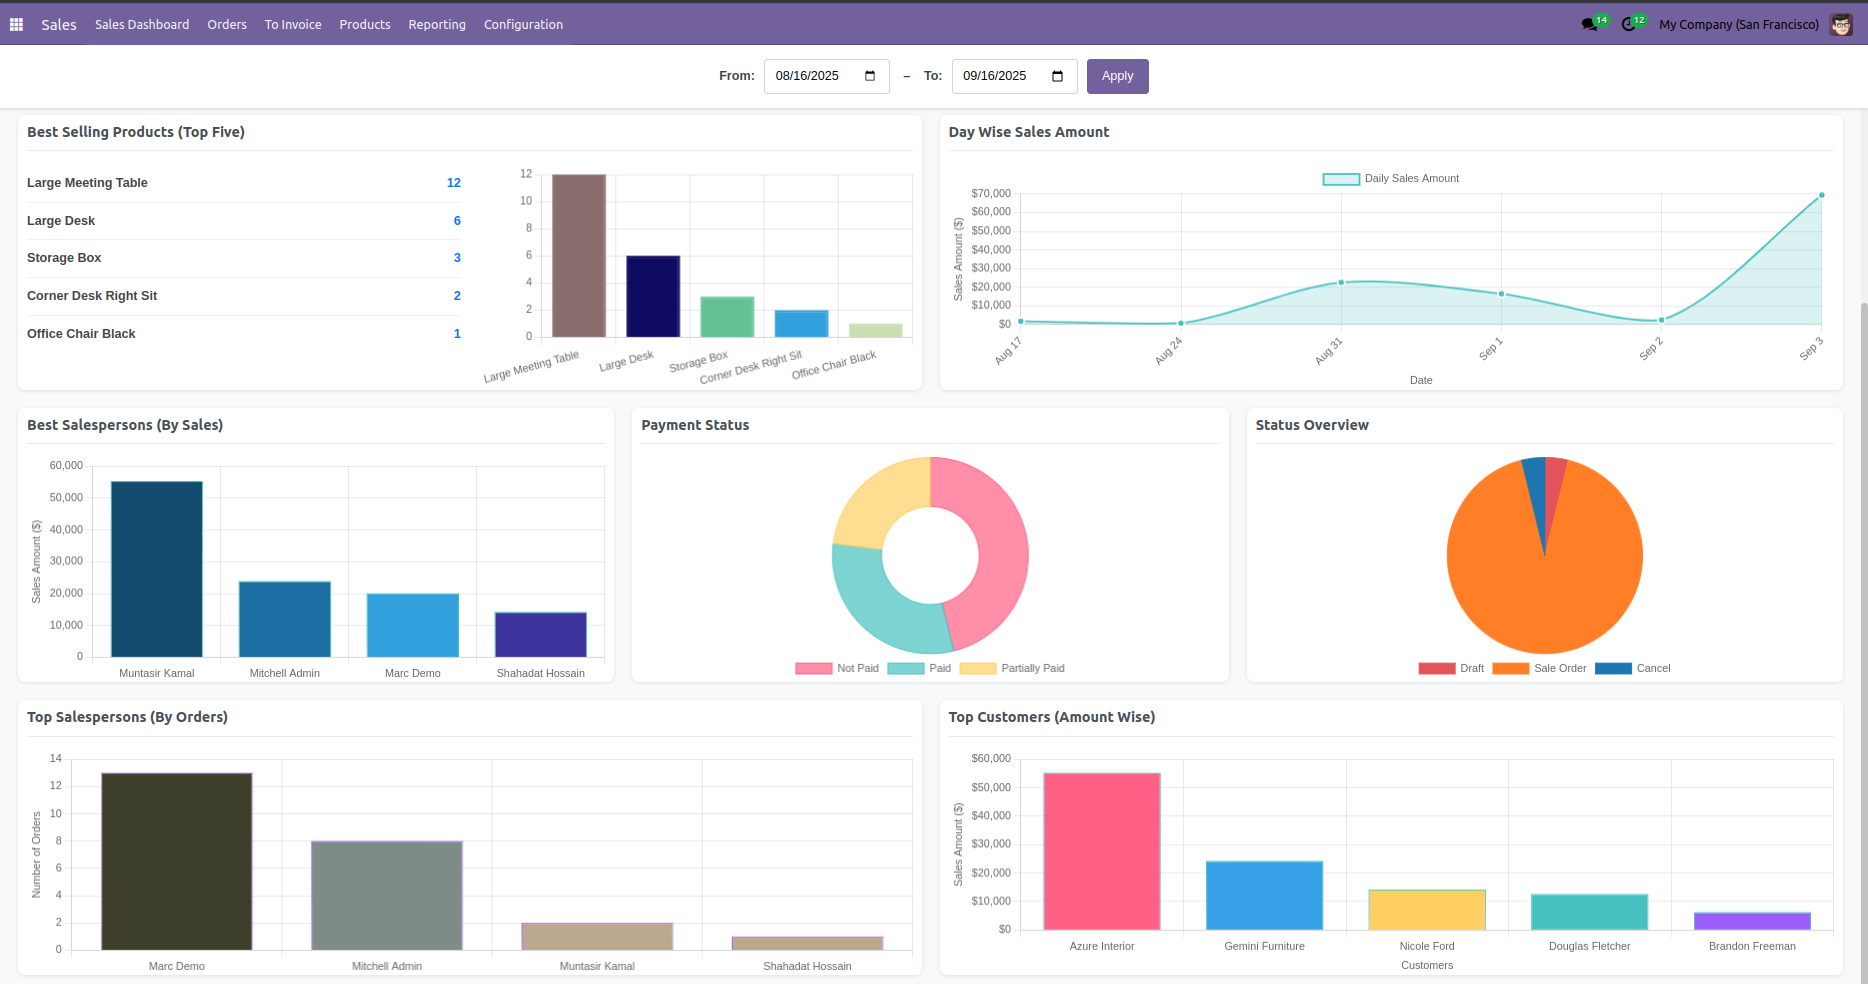 Sales Sales Dashboard Orders To Invoice Products Reporting Configuration 14 12 My Company (San Francisco)
From: 08/16/2025 – To: 09/16/2025 Apply
Best Selling Products (Top Five)
Large Meeting Table 12
Large Desk 6
Storage Box 3
Corner Desk Right Sit 2
Office Chair Black 1
12
10
8
6
4
2
0
Large Meeting Table Large Desk Storage Box Corner Desk Right Sit Office Chair Black
Day Wise Sales Amount
Daily Sales Amount
Sales Amount ($)
$70,000
$60,000
$50,000
$40,000
$30,000
$20,000
$10,000
$0
Aug 17 Aug 24 Aug 31 Sep 1 Sep 2 Sep 3
Date
Best Salespersons (By Sales)
Sales Amount ($)
60,000
50,000
40,000
30,000
20,000
10,000
0
Muntasir Kamal Mitchell Admin Marc Demo Shahadat Hossain
Payment Status
Not Paid Paid Partially Paid
Status Overview
Draft Sale Order Cancel
Top Salespersons (By Orders)
Number of Orders
14
12
10
8
6
4
2
0
Marc Demo Mitchell Admin Muntasir Kamal Shahadat Hossain
Top Customers (Amount Wise)
Sales Amount ($)
$60,000
$50,000
$40,000
$30,000
$20,000
$10,000
$0
Azure Interior Gemini Furniture Nicole Ford Douglas Fletcher Brandon Freeman
Customers